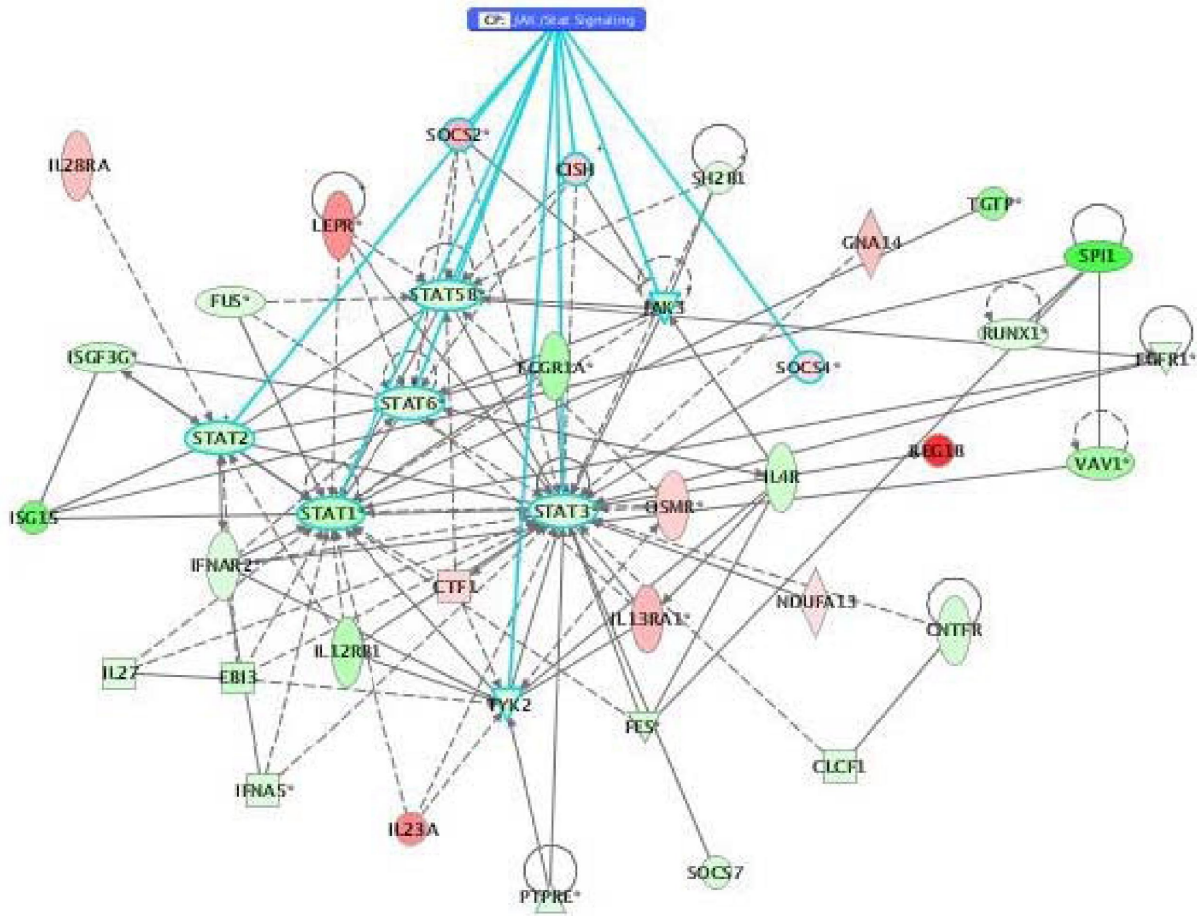 CP: JAK /Stat Signaling
SOCS2*
IL28RA
CISH
SH2B1
TGTP*
LEPR*
GNA14
SPI1
STAT5B*
FUS*
JAK3
RUNX1*
ISGF3G*
FCGR1A*
SOCS4*
FGFR1*
STAT6*
STAT2
REG1B
VAV1*
IL4R
ISG15
STAT1*
STAT3
OSMR*
IFNAR2*
CTF1
NDUFA13
IL13RA1*
CNTFR
IL12RB1
IL27
EBI3
TYK2
FES*
CLCF1
IFNA5*
IL23A
SOCS7
PTPRE*